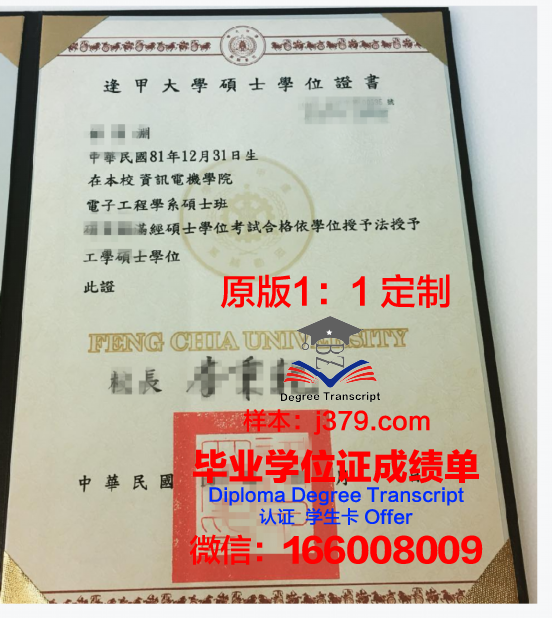 逢甲大學碩士學位證書
號
中華民國81年12月31日生
在本校 資訊電機學院
電子工程學系碩士班
經碩士學位考試合格依學位授予法授予
工學碩士學位
此證
原版1：1 定制
FENG CHIA UNIVERSITY
校長
Degree Transcript
样本：j379.com
毕业学位证成绩单
中華民國
月
Diploma Degree Transcript
认证 学生卡 Offer
微信：166008009